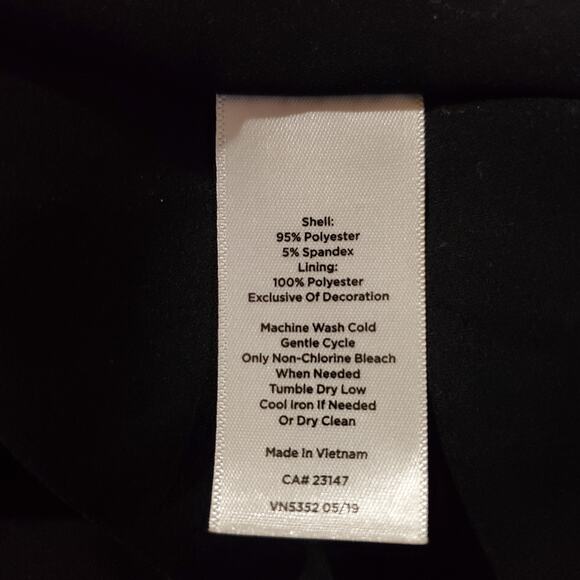 Shell:
95% Polyester
5% Spandex
Lining:
100% Polyester
Exclusive Of Decoration
Machine Wash Cold
Gentle Cycle
Only Non-Chlorine Bleach
When Needed
Tumble Dry Low
Cool Iron If Needed
Or Dry Clean
Made In Vietnam
CA# 23147
VN5352 05/19